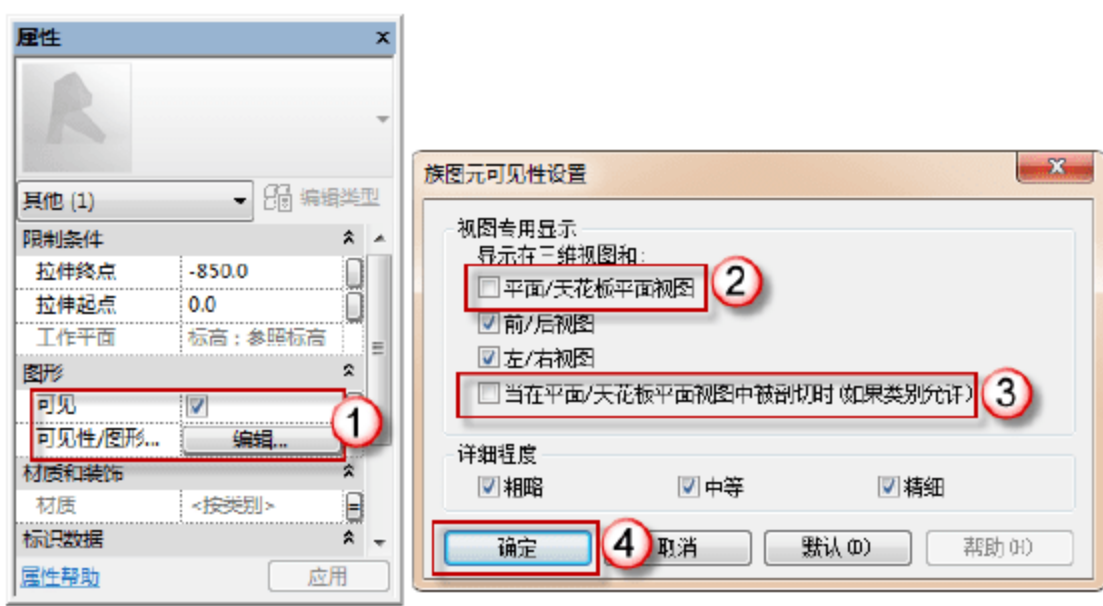 属性
其他 (1)
编辑类型
限制条件
拉伸终点 -850.0
拉伸起点 0.0
工作平面 标高 : 参照标高
图形
可见
可见性/图形... 编辑...
1
材质和装饰
材质 <按类别> =
标识数据
属性帮助 应用
族图元可见性设置
视图专用显示
显示在三维视图和:
平面/天花板平面视图 2
前/后视图
左/右视图
当在平面/天花板平面视图中被剖切时(如果类别允许) 3
详细程度
粗略 中等 精细
确定 4 取消 默认(D) 帮助(H)